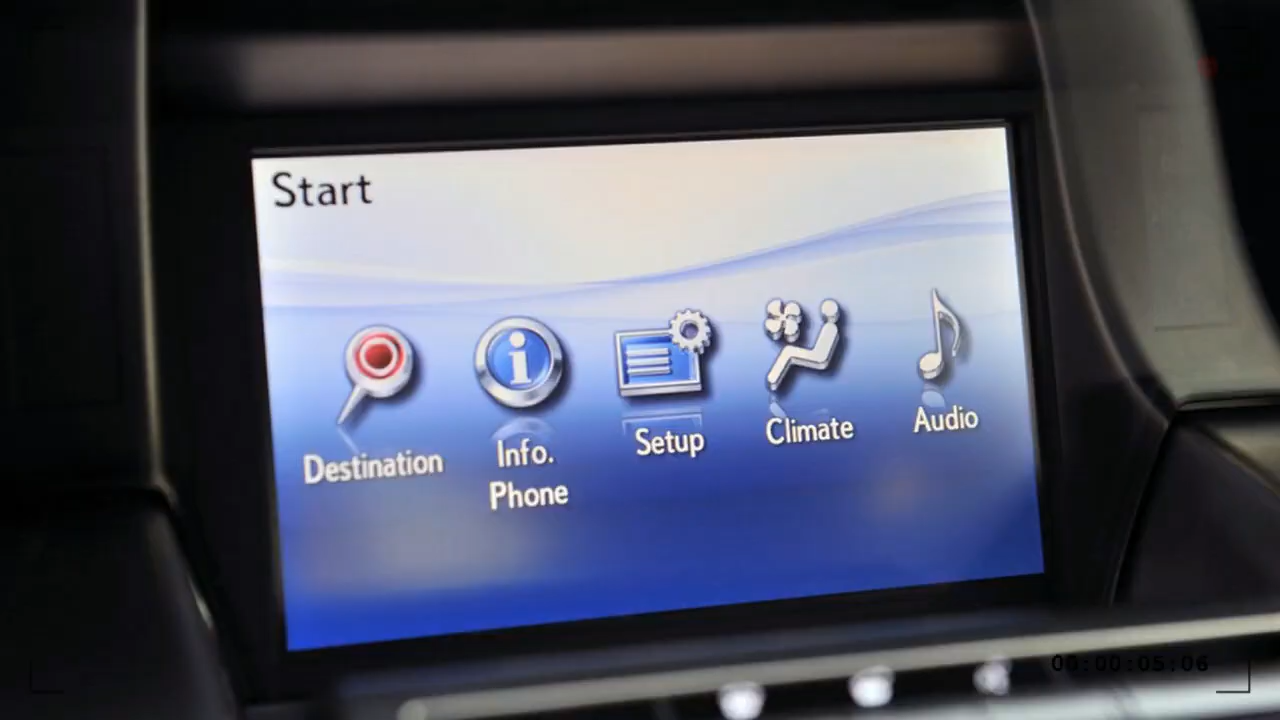 Start
Destination
Info.
Phone
Setup
Climate
Audio
00:00:05:06